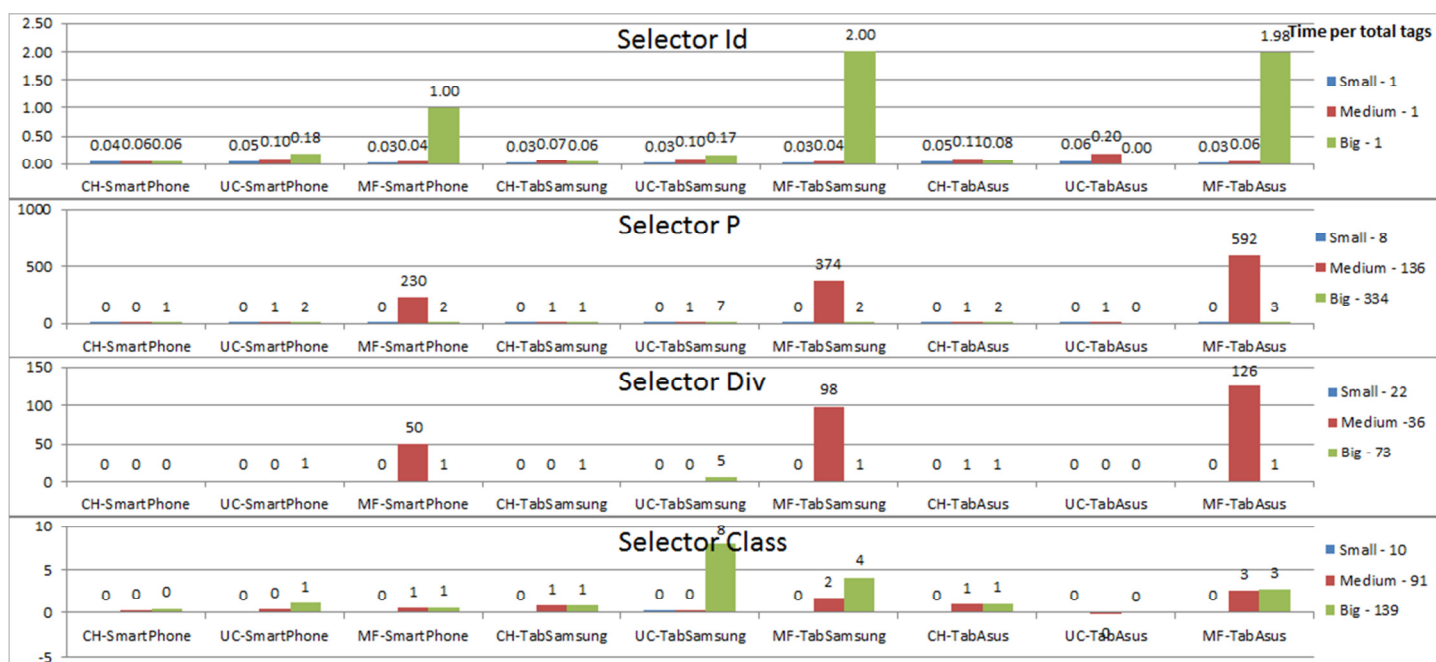 2.50
Selector Id
Time per total tags
2.00
2.00
1.98
1.50
1.00
1.00
Small - 1
0.50
Medium - 1
0.00
Big - 1
0.04 0.06 0.06 0.05 0.10 0.18 0.03 0.04 0.03 0.07 0.06 0.03 0.10 0.17 0.03 0.04 0.05 0.11 0.08 0.06 0.20 0.00 0.03 0.06
CH-SmartPhone UC-SmartPhone MF-SmartPhone CH-TabSamsung UC-TabSamsung MF-TabSamsung CH-TabAsus UC-TabAsus MF-TabAsus
1000
Selector P
500
0
Small - 8
Medium - 136
Big - 334
0 0 1 0 1 2 0 230 2 0 1 1 0 1 7 0 374 2 0 1 2 0 1 0 0 592 3
CH-SmartPhone UC-SmartPhone MF-SmartPhone CH-TabSamsung UC-TabSamsung MF-TabSamsung CH-TabAsus UC-TabAsus MF-TabAsus
150
Selector Div
100
50
0
Small - 22
Medium -36
Big - 73
0 0 0 0 0 1 0 50 1 0 0 1 0 0 5 0 98 1 0 1 1 0 0 0 0 126 1
CH-SmartPhone UC-SmartPhone MF-SmartPhone CH-TabSamsung UC-TabSamsung MF-TabSamsung CH-TabAsus UC-TabAsus MF-TabAsus
10
Selector Class
5
0
-5
Small - 10
Medium - 91
Big - 139
0 0 0 0 0 1 0 1 1 0 1 1 0 0 8 0 2 4 0 1 1 0 0 0 0 3 3
CH-SmartPhone UC-SmartPhone MF-SmartPhone CH-TabSamsung UC-TabSamsung MF-TabSamsung CH-TabAsus UC-TabAsus MF-TabAsus